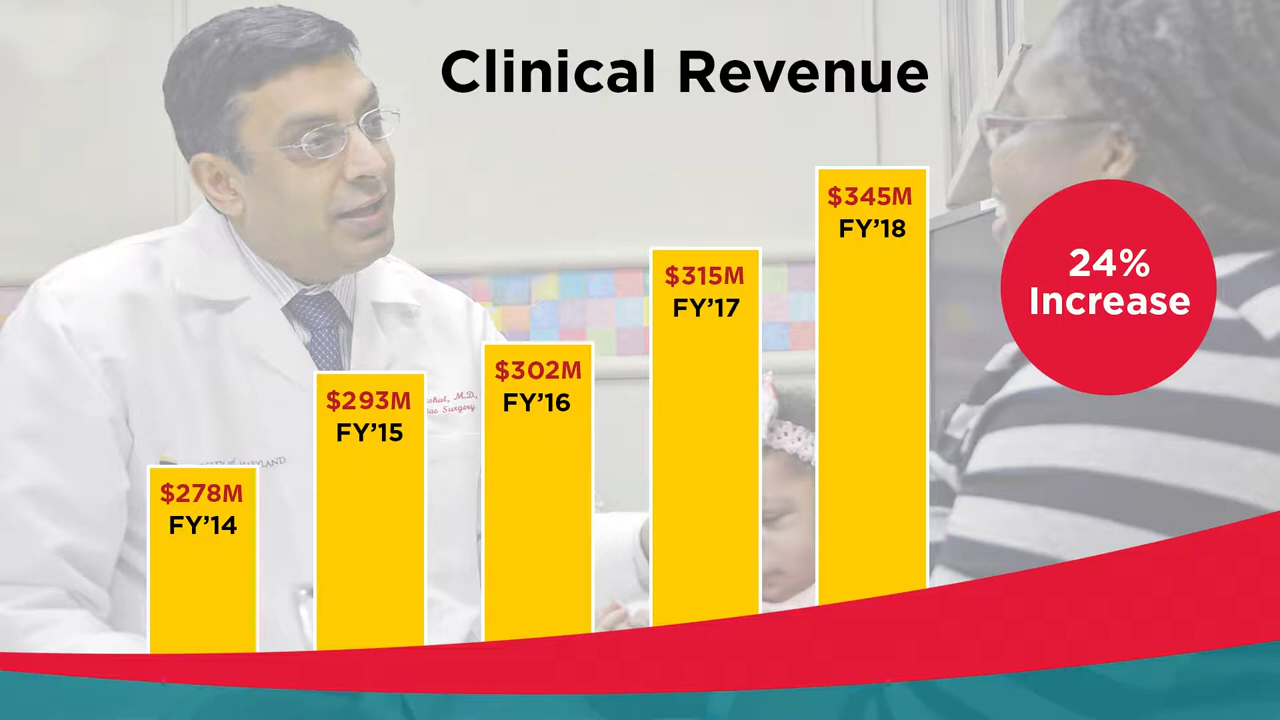 Clinical Revenue
$345M
FY’18
24%
Increase
$315M
FY’17
$302M
FY’16
$293M
FY’15
M.D.,
Surgery
$278M
FY’14